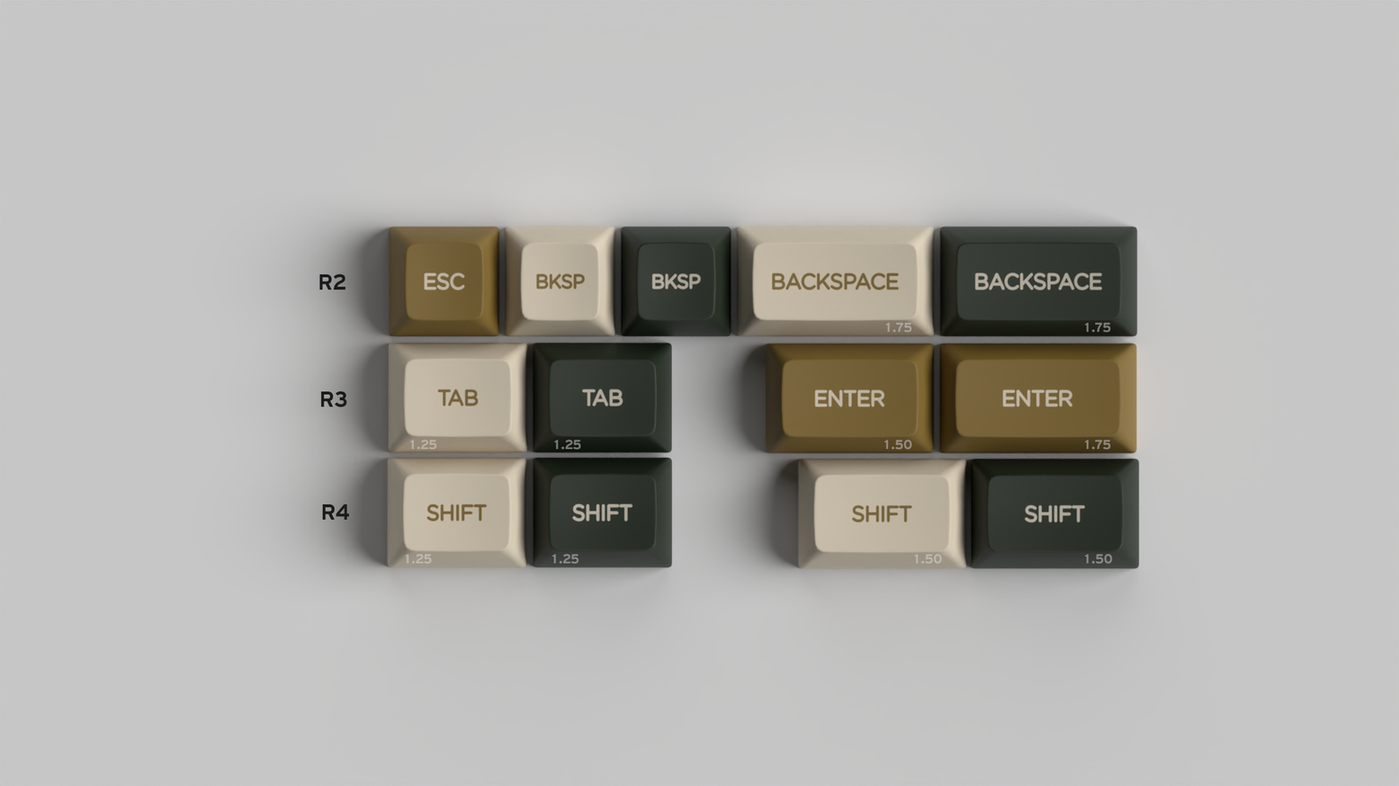 R2 ESC BKSP BKSP BACKSPACE 1.75 BACKSPACE 1.75
R3 TAB 1.25 TAB 1.25 ENTER 1.50 ENTER 1.75
R4 SHIFT 1.25 SHIFT 1.25 SHIFT 1.50 SHIFT 1.50